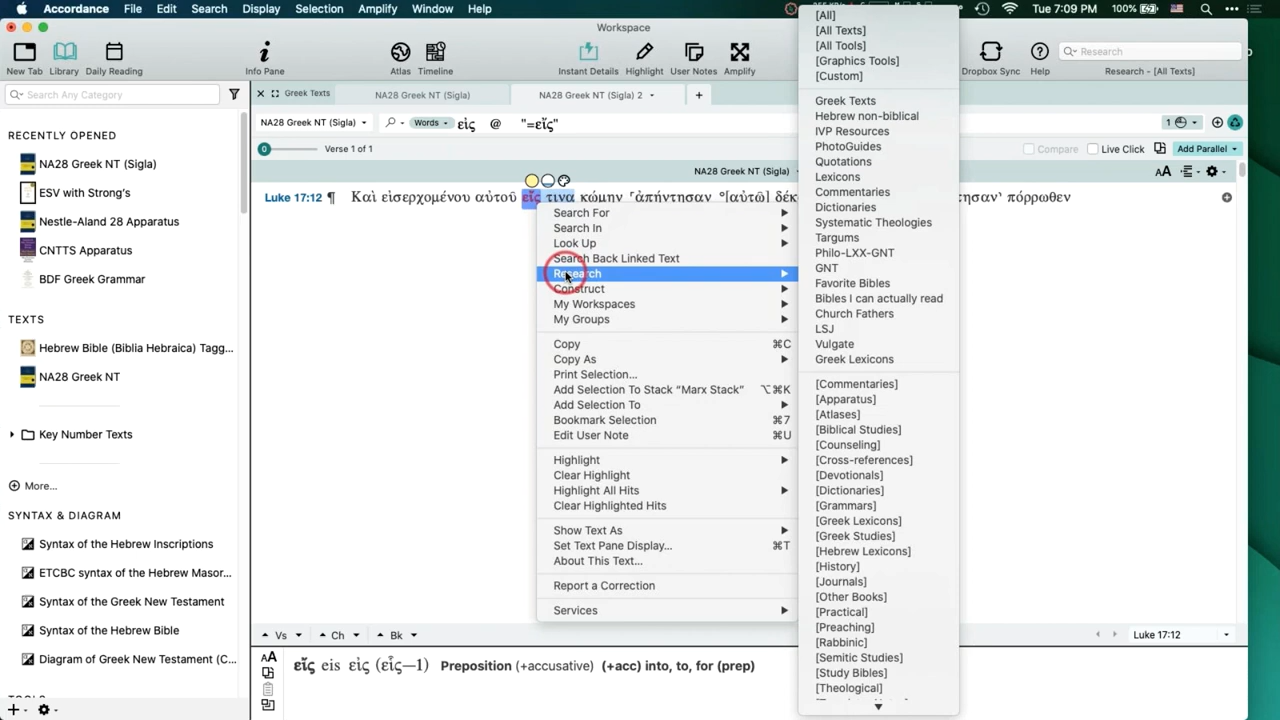 Accordance File Edit Search Display Selection Amplify Window Help
Tue 7:09 PM 100%
Workspace
New Tab Library Daily Reading Info Pane Atlas Timeline Instant Details Highlight User Notes Amplify Dropbox Sync Help
Research
Research - [All Texts]
Search Any Category
RECENTLY OPENED
NA28 Greek NT (Sigla)
ESV with Strong's
Nestle-Aland 28 Apparatus
CNTTS Apparatus
BDF Greek Grammar
TEXTS
Hebrew Bible (Biblia Hebraica) Tagg...
NA28 Greek NT
Key Number Texts
More...
SYNTAX & DIAGRAM
Syntax of the Hebrew Inscriptions
ETCBC syntax of the Hebrew Masor...
Syntax of the Greek New Testament
Syntax of the Hebrew Bible
Diagram of Greek New Testament (C...
Greek Texts
NA28 Greek NT (Sigla)
NA28 Greek NT (Sigla) 2
NA28 Greek NT (Sigla) Words εἰς @ "=εἴς"
1
Verse 1 of 1
Compare Live Click Add Parallel
NA28 Greek NT (Sigla)
Luke 17:12 ¶ Καὶ εἰσερχομένου αὐτοῦ εἴς τινα κώμην ⸂ἀπήντησαν °[αὐτῷ] δέκ
πόρρωθεν
Search For
Search In
Look Up
Search Back Linked Text
Research
Construct
My Workspaces
My Groups
Copy ⌘C
Copy As
Print Selection...
Add Selection To Stack “Marx Stack” ⌥⌘K
Add Selection To
Bookmark Selection ⌘7
Edit User Note ⌘U
Highlight
Clear Highlight
Highlight All Hits
Clear Highlighted Hits
Show Text As
Set Text Pane Display... ⌘T
About This Text...
Report a Correction
Services
[All]
[All Texts]
[All Tools]
[Graphics Tools]
[Custom]
Greek Texts
Hebrew non-biblical
IVP Resources
PhotoGuides
Quotations
Lexicons
Commentaries
Dictionaries
Systematic Theologies
Targums
Philo-LXX-GNT
GNT
Favorite Bibles
Bibles I can actually read
Church Fathers
LSJ
Vulgate
Greek Lexicons
[Commentaries]
[Apparatus]
[Atlases]
[Biblical Studies]
[Counseling]
[Cross-references]
[Devotionals]
[Dictionaries]
[Grammars]
[Greek Lexicons]
[Greek Studies]
[Hebrew Lexicons]
[History]
[Journals]
[Other Books]
[Practical]
[Preaching]
[Rabbinic]
[Semitic Studies]
[Study Bibles]
[Theological]
Vs Ch Bk
Luke 17:12
εἴς eis εἰς (εἷς—1) Preposition (+accusative) (+acc) into, to, for (prep)